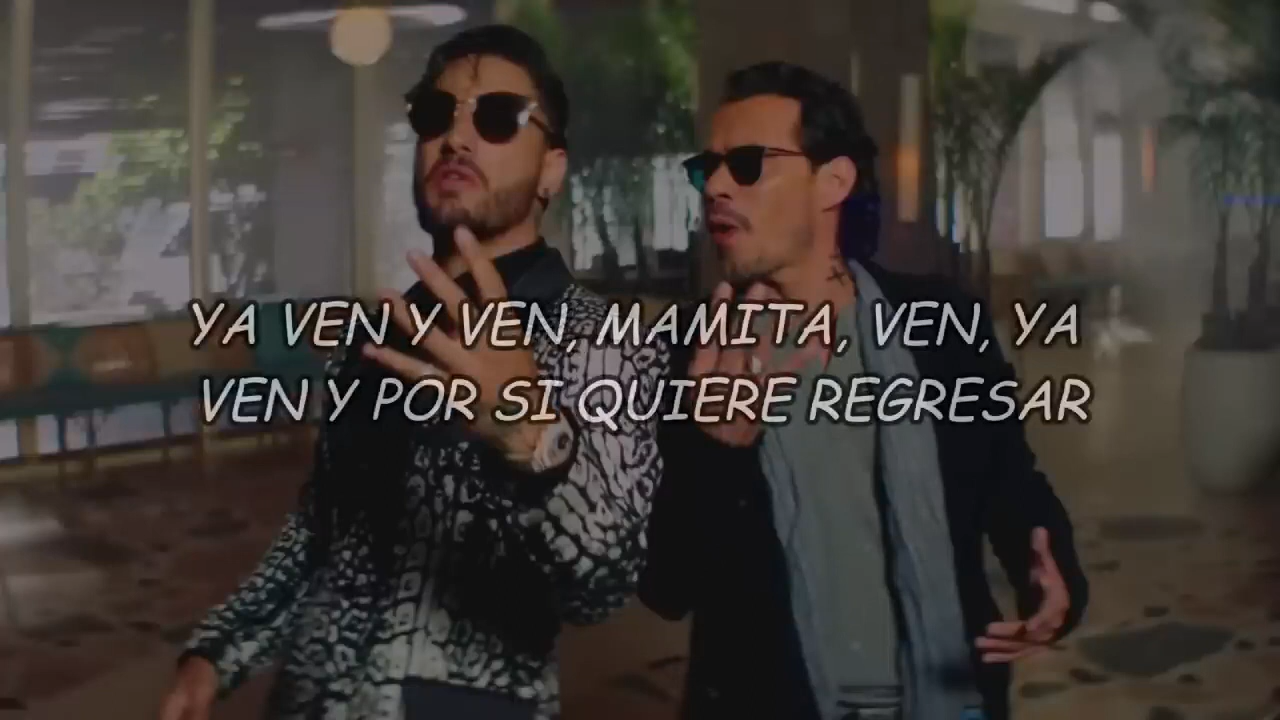 YA VEN Y VEN, MAMITA, VEN, YA
VEN Y POR SI QUIERE REGRESAR